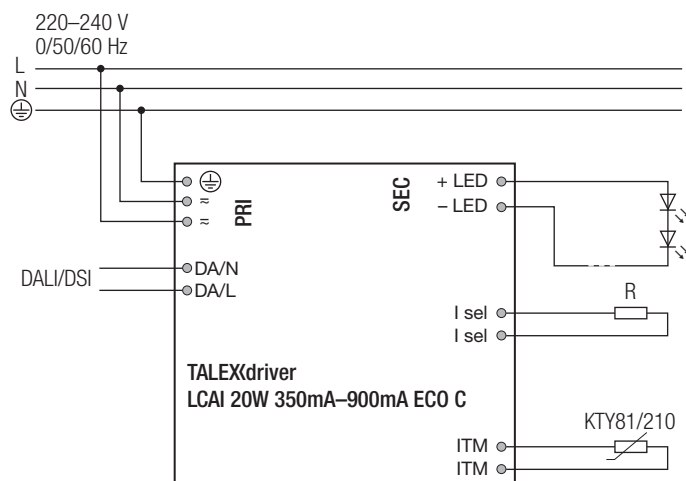 220–240 V
0/50/60 Hz
L
N
PRI
SEC
+ LED
– LED
≂
≂
DALI/DSI
DA/N
DA/L
I sel
I sel
R
TALEXXdriver
LCAI 20W 350mA–900mA ECO C
KTY81/210
ITM
ITM